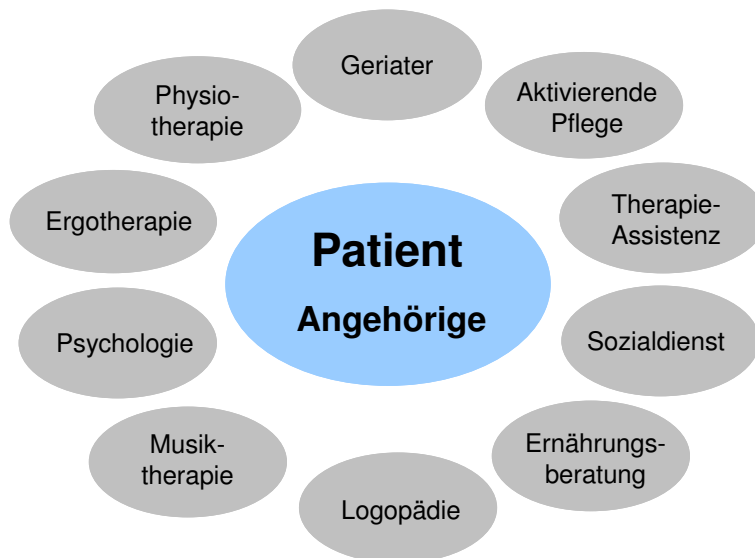 Geriater
Physio-
therapie
Aktivierende
Pflege
Ergotherapie
Therapie-
Assistenz
Patient
Angehörige
Psychologie
Sozialdienst
Musik-
therapie
Ernährungs-
beratung
Logopädie